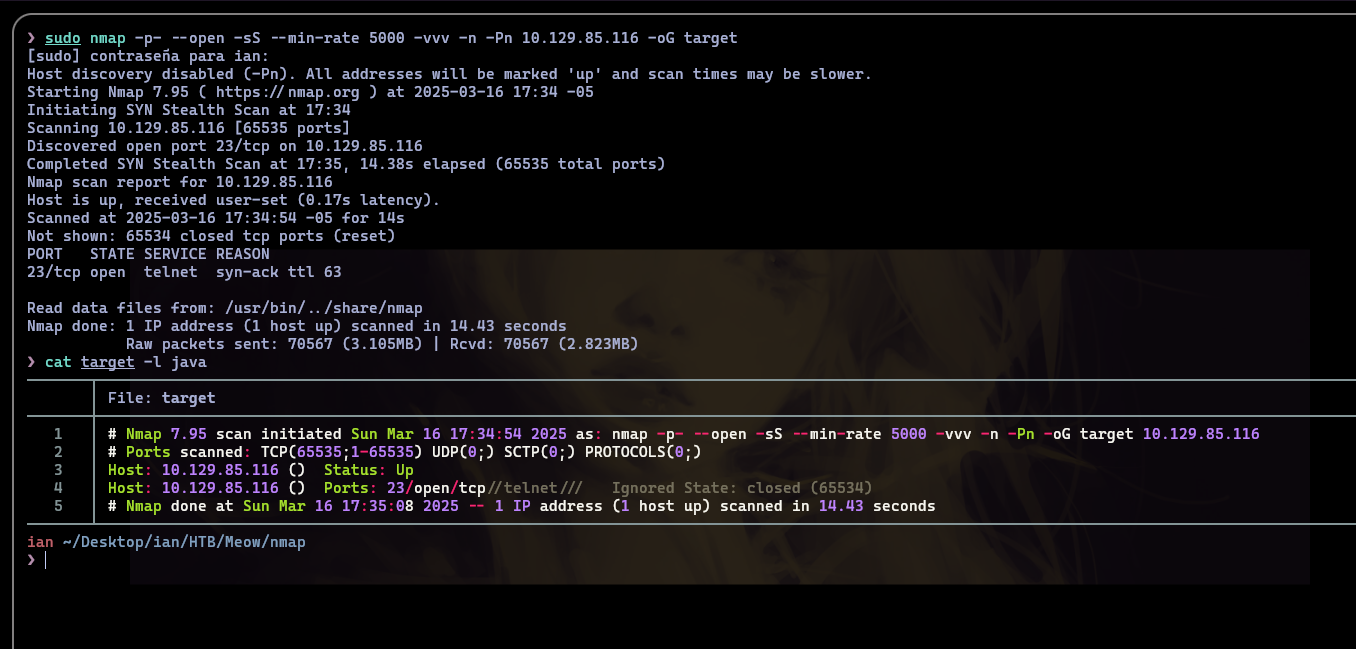 ❯ sudo nmap -p- --open -sS --min-rate 5000 -vvv -n -Pn 10.129.85.116 -oG target
[sudo] contraseña para ian:
Host discovery disabled (-Pn). All addresses will be marked 'up' and scan times may be slower.
Starting Nmap 7.95 ( https://nmap.org ) at 2025-03-16 17:34 -05
Initiating SYN Stealth Scan at 17:34
Scanning 10.129.85.116 [65535 ports]
Discovered open port 23/tcp on 10.129.85.116
Completed SYN Stealth Scan at 17:35, 14.38s elapsed (65535 total ports)
Nmap scan report for 10.129.85.116
Host is up, received user-set (0.17s latency).
Scanned at 2025-03-16 17:34:54 -05 for 14s
Not shown: 65534 closed tcp ports (reset)
PORT   STATE SERVICE REASON
23/tcp open  telnet  syn-ack ttl 63
Read data files from: /usr/bin/../share/nmap
Nmap done: 1 IP address (1 host up) scanned in 14.43 seconds
Raw packets sent: 70567 (3.105MB) | Rcvd: 70567 (2.823MB)
❯ cat target -l java
File: target
1 # Nmap 7.95 scan initiated Sun Mar 16 17:34:54 2025 as: nmap -p- --open -sS --min-rate 5000 -vvv -n -Pn -oG target 10.129.85.116
2 # Ports scanned: TCP(65535;1-65535) UDP(0;) SCTP(0;) PROTOCOLS(0;)
3 Host: 10.129.85.116 ()  Status: Up
4 Host: 10.129.85.116 ()  Ports: 23/open/tcp//telnet///   Ignored State: closed (65534)
5 # Nmap done at Sun Mar 16 17:35:08 2025 -- 1 IP address (1 host up) scanned in 14.43 seconds
ian ~/Desktop/ian/HTB/Meow/nmap
❯